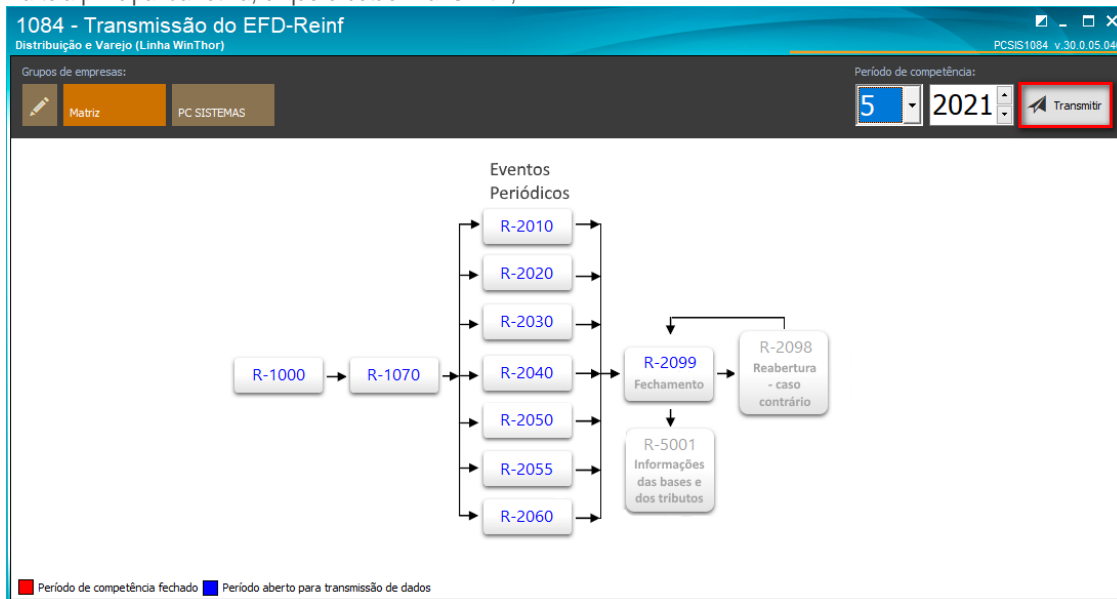 1084 - Transmissão do EFD-Reinf
Distribuição e Varejo (Linha WinThor)
PCSIS1084 v.30.0.05.04
Grupos de empresas:
Matriz
PC SISTEMAS
Período de competência:
5
2021
Transmitir
Eventos
Periódicos
R-2010
R-2020
R-2030
R-1000
R-1070
R-2040
R-2050
R-2055
R-2060
R-2099
Fechamento
R-2098
Reabertura
- caso
contrário
R-5001
Informações
das bases e
dos tributos
Período de competência fechado
Período aberto para transmissão de dados